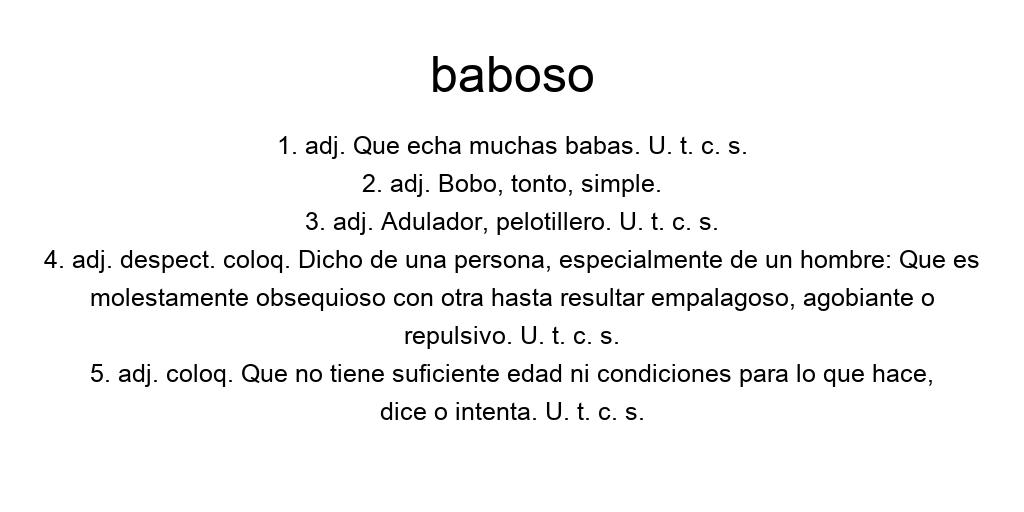 baboso
1. adj. Que echa muchas babas. U. t. c. s.
2. adj. Bobo, tonto, simple.
3. adj. Adulador, pelotillero. U. t. c. s.
4. adj. despect. coloq. Dicho de una persona, especialmente de un hombre: Que es
molestamente obsequioso con otra hasta resultar empalagoso, agobiante o
repulsivo. U. t. c. s.
5. adj. coloq. Que no tiene suficiente edad ni condiciones para lo que hace,
dice o intenta. U. t. c. s.